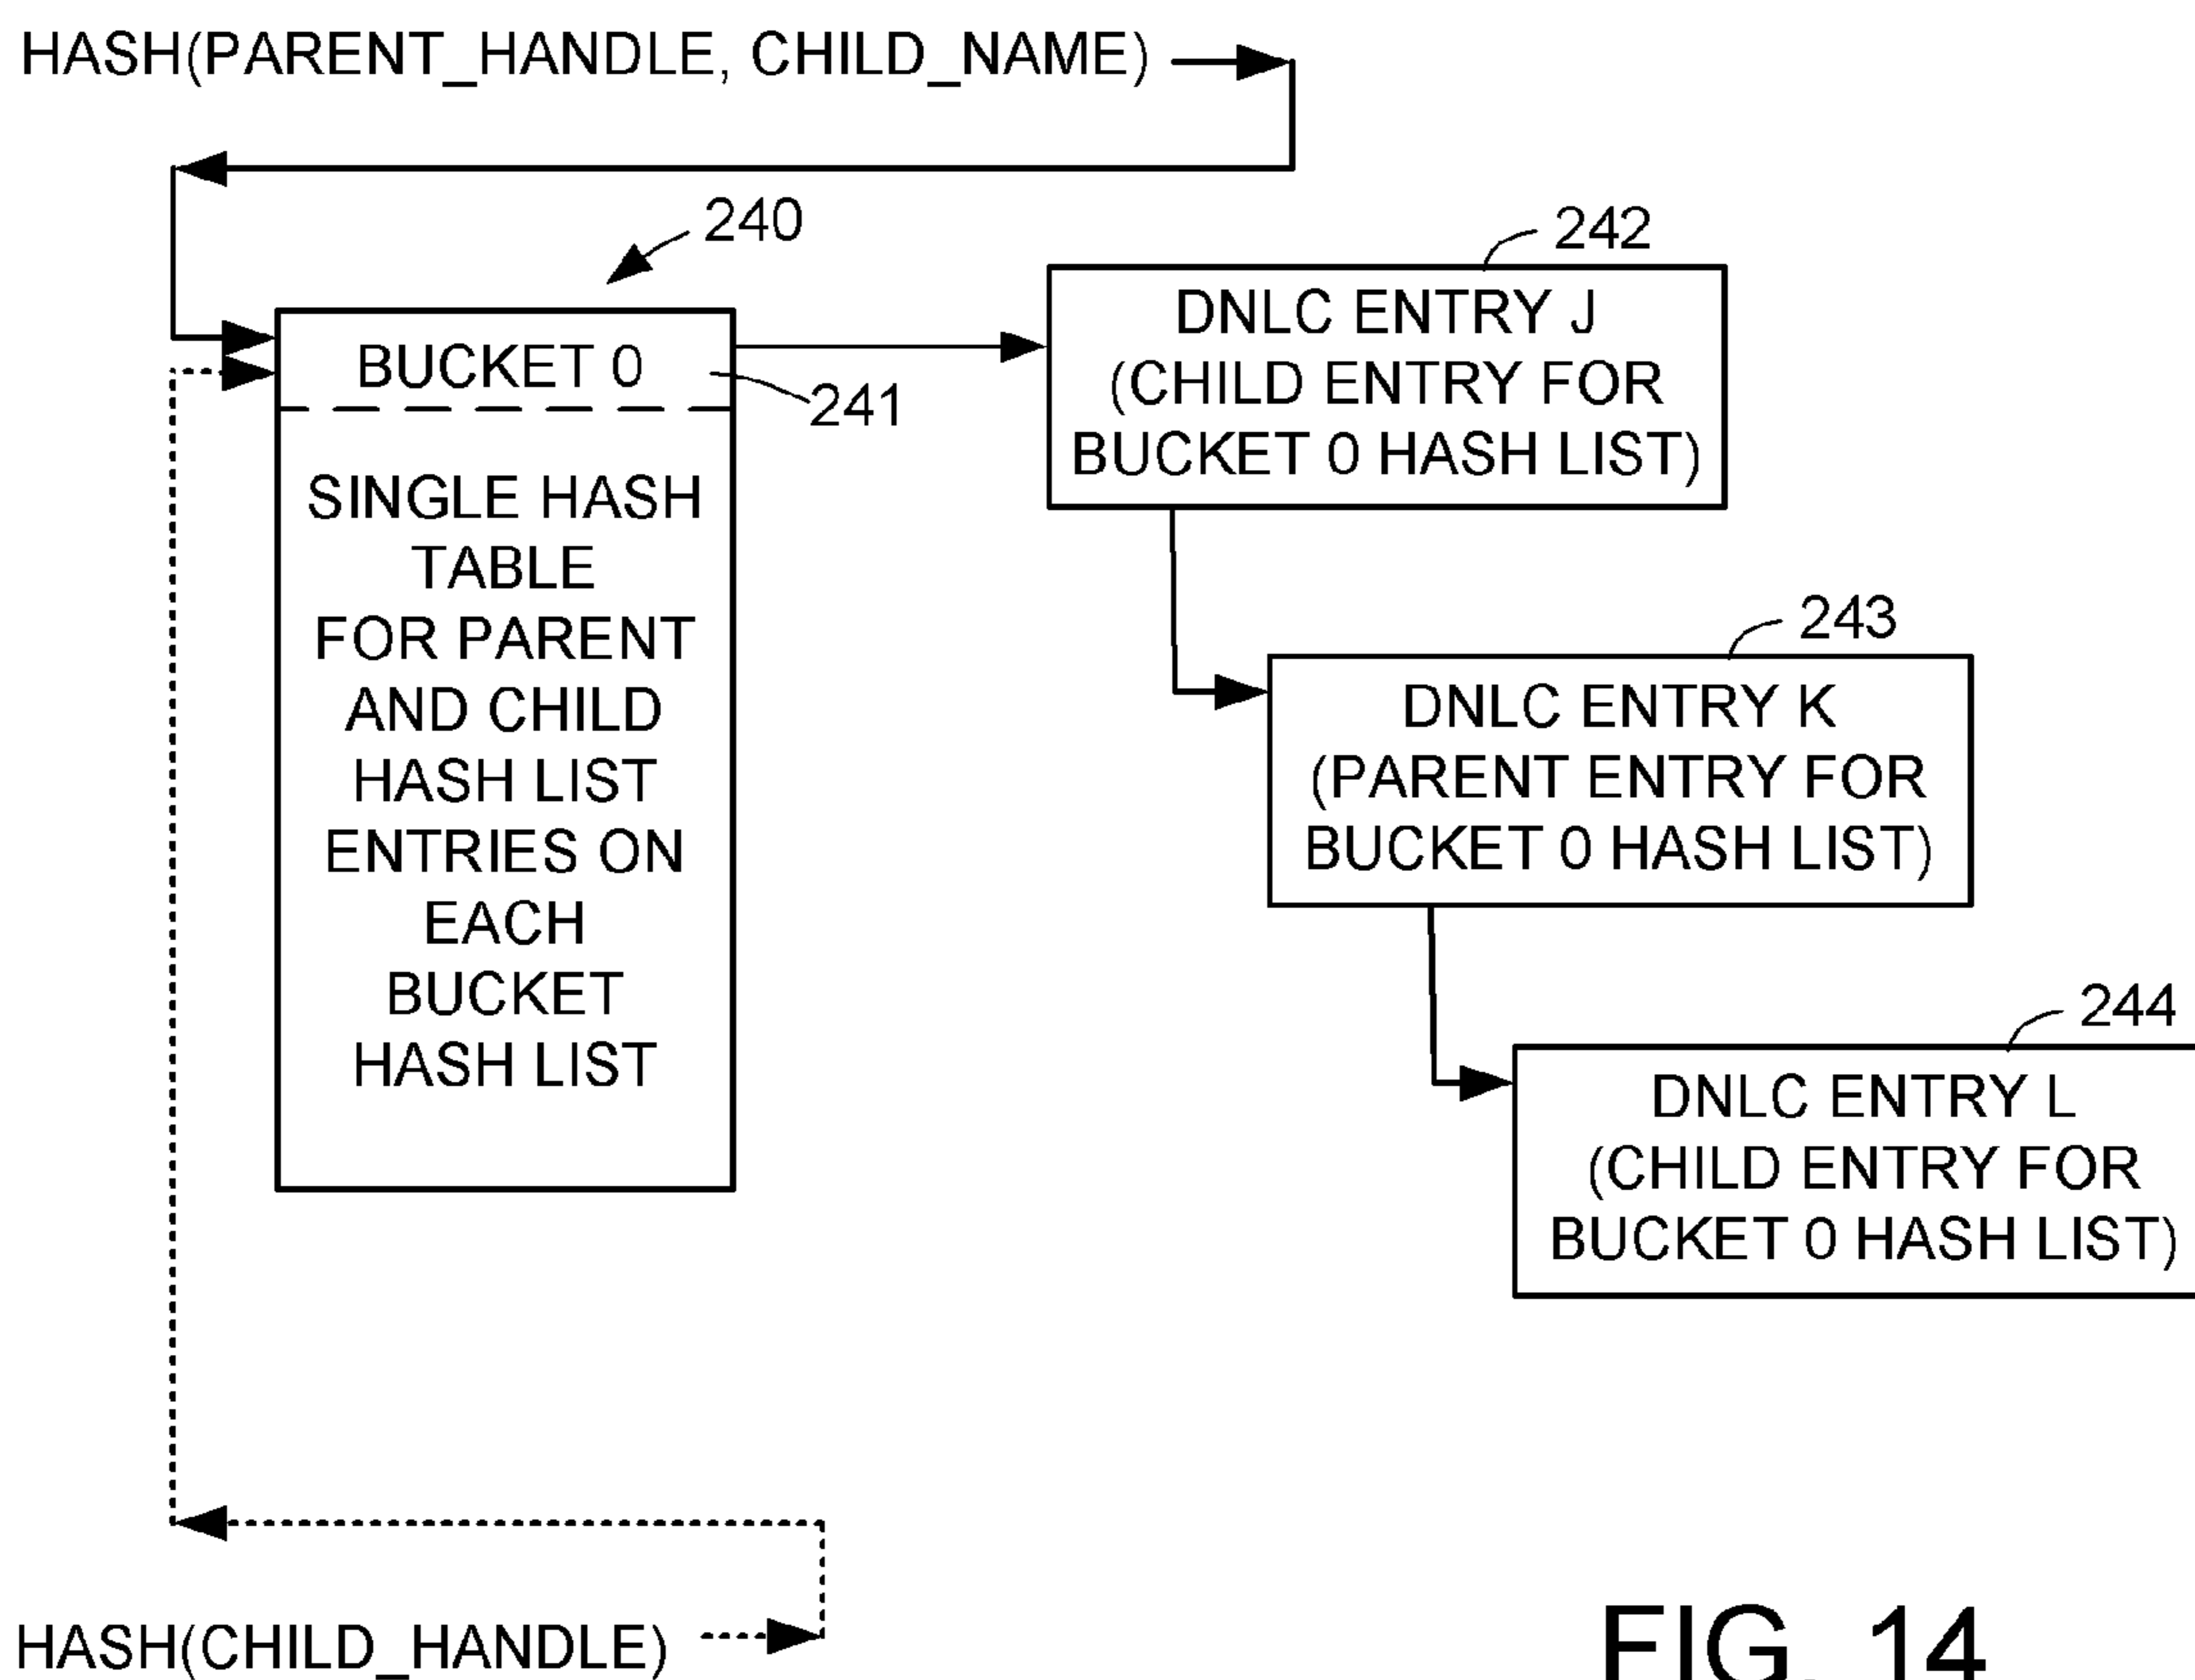 HASH(PARENT_HANDLE, CHILD_NAME)
240
242
BUCKET 0
241
DNLC ENTRY J
(CHILD ENTRY FOR
BUCKET 0 HASH LIST)
SINGLE HASH
TABLE
FOR PARENT
AND CHILD
HASH LIST
ENTRIES ON
EACH
BUCKET
HASH LIST
243
DNLC ENTRY K
(PARENT ENTRY FOR
BUCKET 0 HASH LIST)
244
DNLC ENTRY L
(CHILD ENTRY FOR
BUCKET 0 HASH LIST)
HASH(CHILD_HANDLE)
FIG. 14